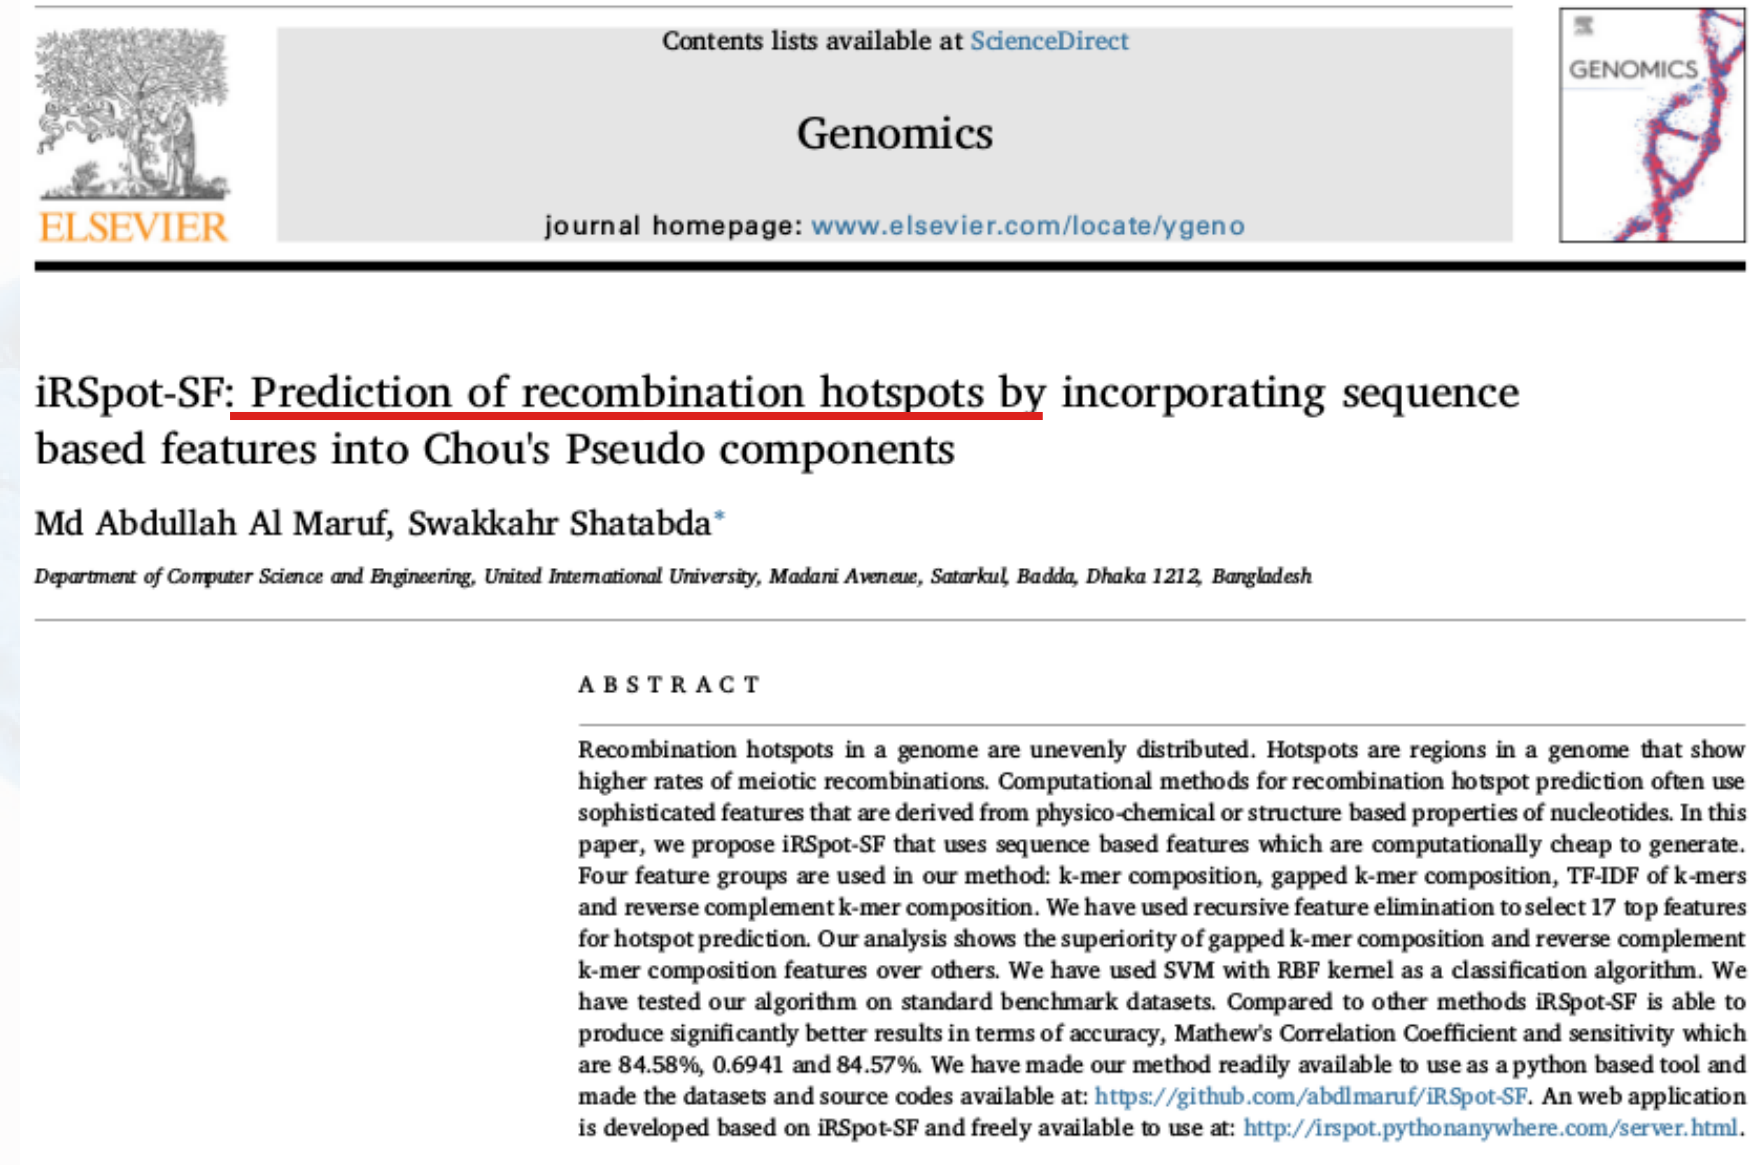 Contents lists available at ScienceDirect
Genomics
journal homepage: www.elsevier.com/locate/ygeno
ELSEVIER
GENOMICS
iRSpot-SF: Prediction of recombination hotspots by incorporating sequence
based features into Chou's Pseudo components
Md Abdullah Al Maruf, Swakkahr Shatabda*
Department of Computer Science and Engineering, United International University, Madani Aveneue, Satarkul, Badda, Dhaka 1212, Bangladesh
ABSTRACT
Recombination hotspots in a genome are unevenly distributed. Hotspots are regions in a genome that show
higher rates of meiotic recombinations. Computational methods for recombination hotspot prediction often use
sophisticated features that are derived from physico-chemical or structure based properties of nucleotides. In this
paper, we propose iRSpot-SF that uses sequence based features which are computationally cheap to generate.
Four feature groups are used in our method: k-mer composition, gapped k-mer composition, TF-IDF of k-mers
and reverse complement k-mer composition. We have used recursive feature elimination to select 17 top features
for hotspot prediction. Our analysis shows the superiority of gapped k-mer composition and reverse complement
k-mer composition features over others. We have used SVM with RBF kernel as a classification algorithm. We
have tested our algorithm on standard benchmark datasets. Compared to other methods iRSpot-SF is able to
produce significantly better results in terms of accuracy, Mathew's Correlation Coefficient and sensitivity which
are 84.58%, 0.6941 and 84.57%. We have made our method readily available to use as a python based tool and
made the datasets and source codes available at: https://github.com/abdlmaruf/iRSpot-SF. An web application
is developed based on iRSpot-SF and freely available to use at: http://irspot.pythonanywhere.com/server.html.